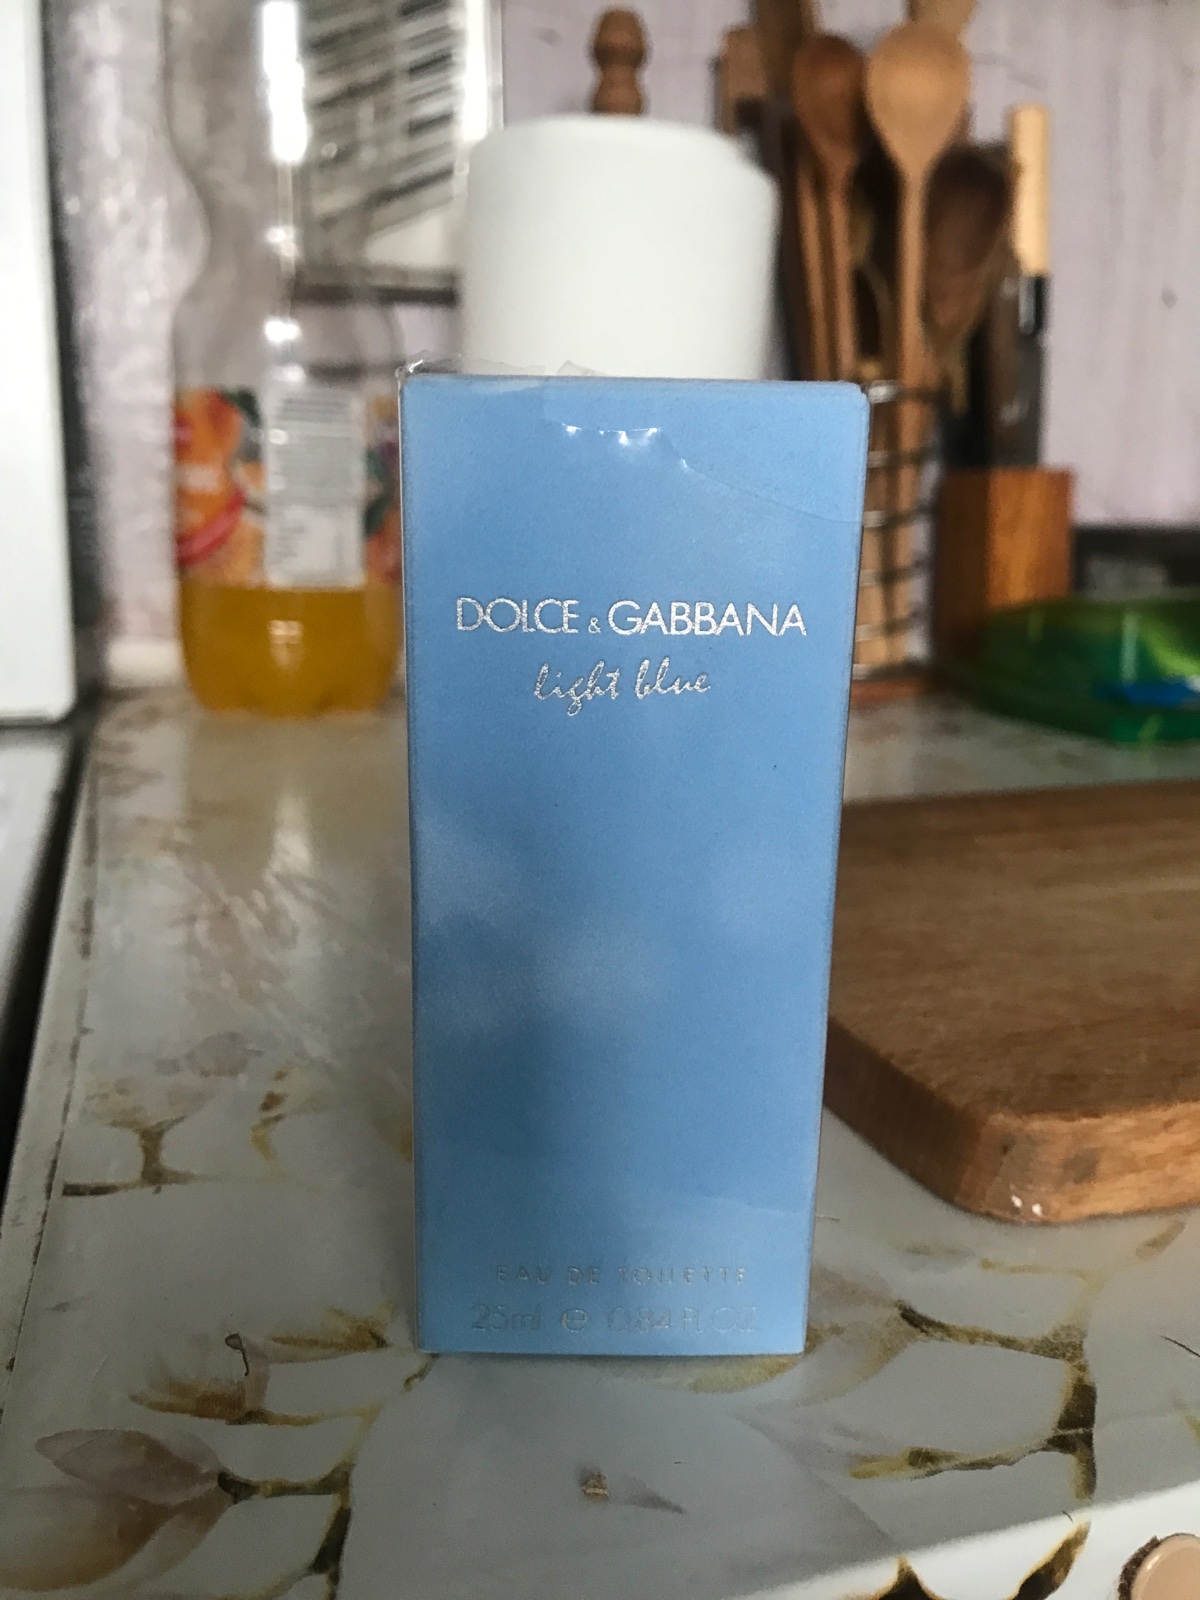 DOLCE & GABBANA
light blue
EAU DE TOILETTE
25ml ℮ 0.84 FL.OZ.